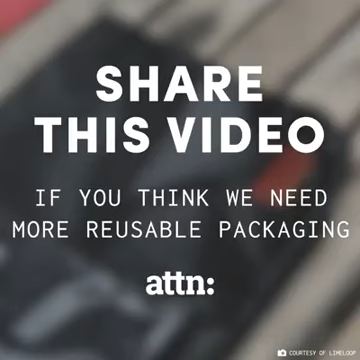 SHARE
THIS VIDEO
IF YOU THINK WE NEED
MORE REUSABLE PACKAGING
attn:
COURTESY OF LIMELOOP